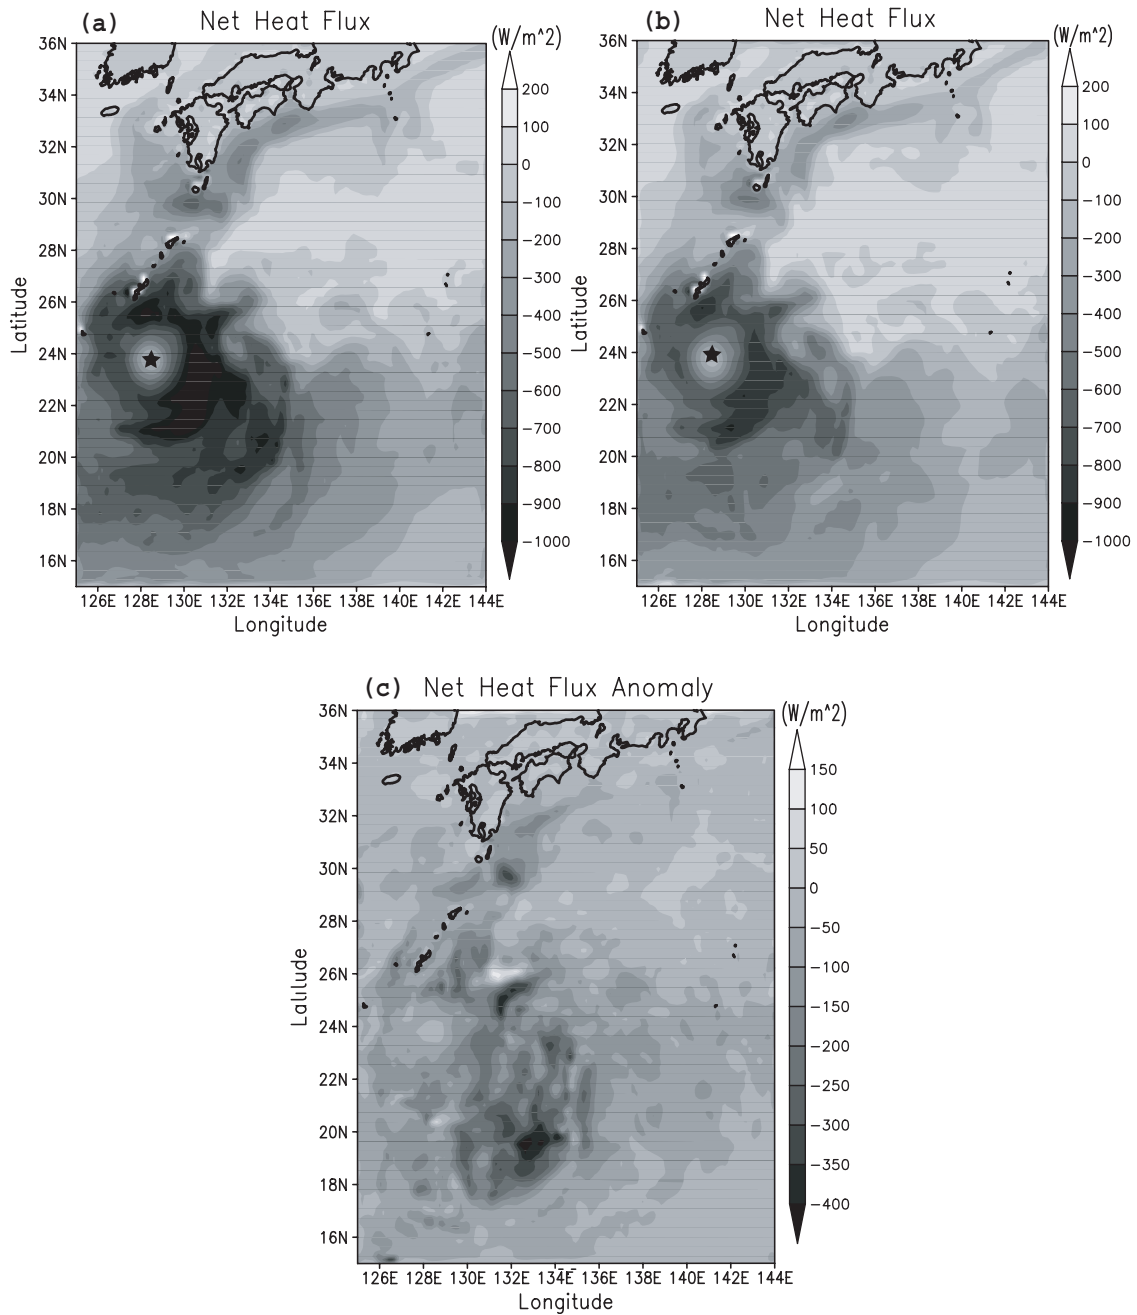 (a) Net Heat Flux
(W/m^2)
36N
34N
32N
30N
28N
26N
24N
22N
20N
18N
16N
Latitude
126E 128E 130E 132E 134E 136E 138E 140E 142E 144E
Longitude
200
100
0
-100
-200
-300
-400
-500
-600
-700
-800
-900
-1000
(b) Net Heat Flux
(W/m^2)
36N
34N
32N
30N
28N
26N
24N
22N
20N
18N
16N
Latitude
126E 128E 130E 132E 134E 136E 138E 140E 142E 144E
Longitude
200
100
0
-100
-200
-300
-400
-500
-600
-700
-800
-900
-1000
(c) Net Heat Flux Anomaly
(W/m^2)
36N
34N
32N
30N
28N
26N
24N
22N
20N
18N
16N
Latitude
126E 128E 130E 132E 134E 136E 138E 140E 142E 144E
Longitude
150
100
50
0
-50
-100
-150
-200
-250
-300
-350
-400